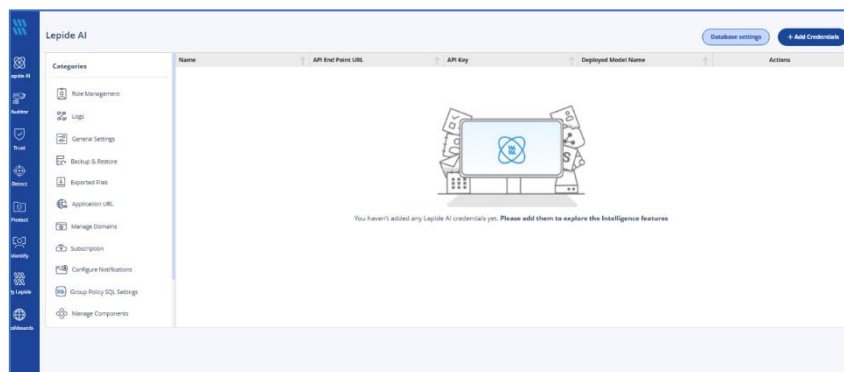 Lepide AI
Database settings
+ Add Credentials
Lepide AI
Auditor
Trust
Detect
Protect
Identify
Categories
Role Management
Logs
General Settings
Backup & Restore
Exported Files
Application URL
Manage Domains
Subscription
Configure Notifications
Group Policy SQL Settings
Manage Components
Name
API End Point URL
API Key
Deployed Model Name
Actions
You haven't added any Lepide AI credentials yet. Please add them to explore the Intelligence features